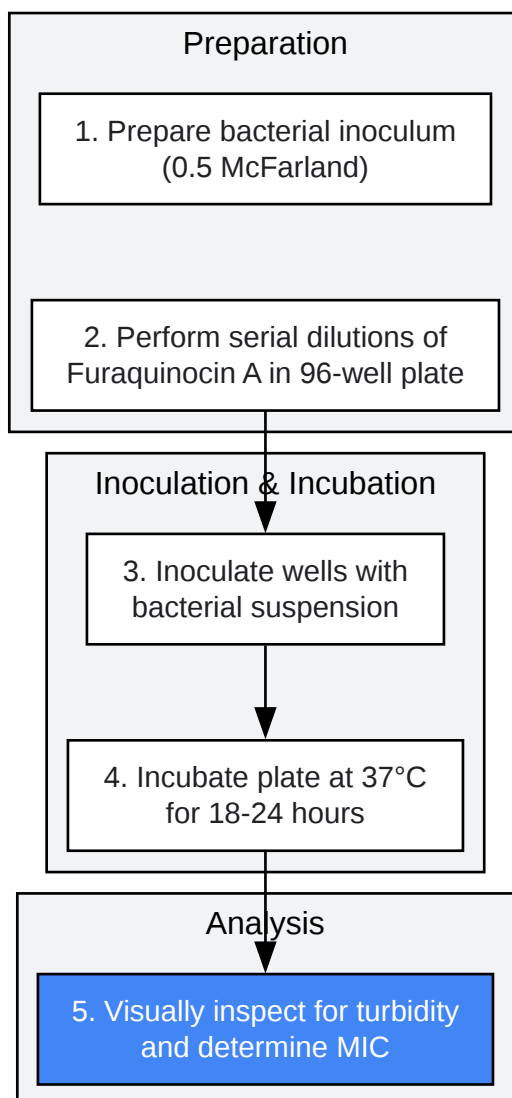 Preparation
1. Prepare bacterial inoculum
(0.5 McFarland)
2. Perform serial dilutions of
Furaquinocin A in 96-well plate
Inoculation & Incubation
3. Inoculate wells with
bacterial suspension
4. Incubate plate at 37°C
for 18-24 hours
Analysis
5. Visually inspect for turbidity
and determine MIC